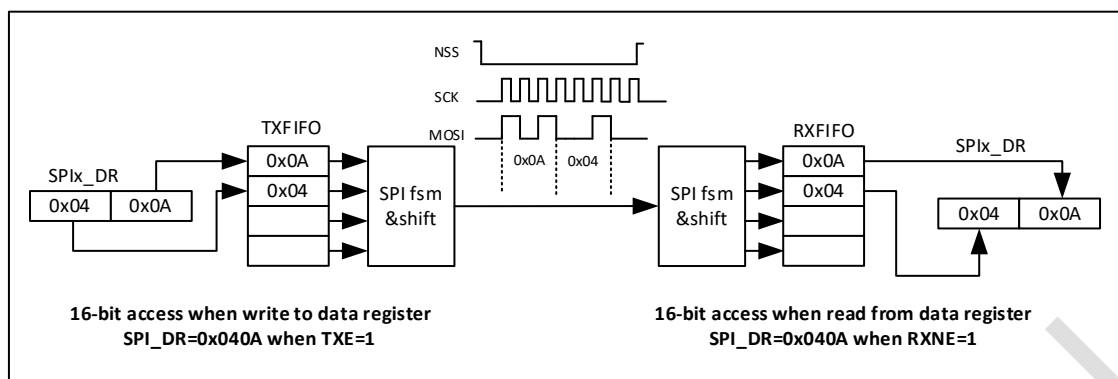 NSS
SCK
MOSI
0x0A 0x04
TXFIFO
0x0A
0x04
SPIx_DR
0x04 0x0A
SPI fsm
&shift
SPI fsm
&shift
RXFIFO
0x0A
0x04
SPIx_DR
0x04 0x0A
16-bit access when write to data register
SPI_DR=0x040A when TXE=1
16-bit access when read from data register
SPI_DR=0x040A when RXNE=1